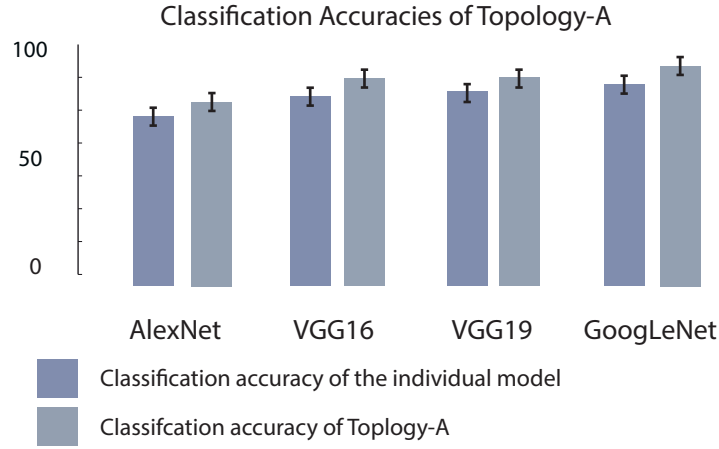 Classification Accuracies of Topology-A
100
50
0
AlexNet VGG16 VGG19 GoogLeNet
Classification accuracy of the individual model
Classifcation accuracy of Toplogy-A